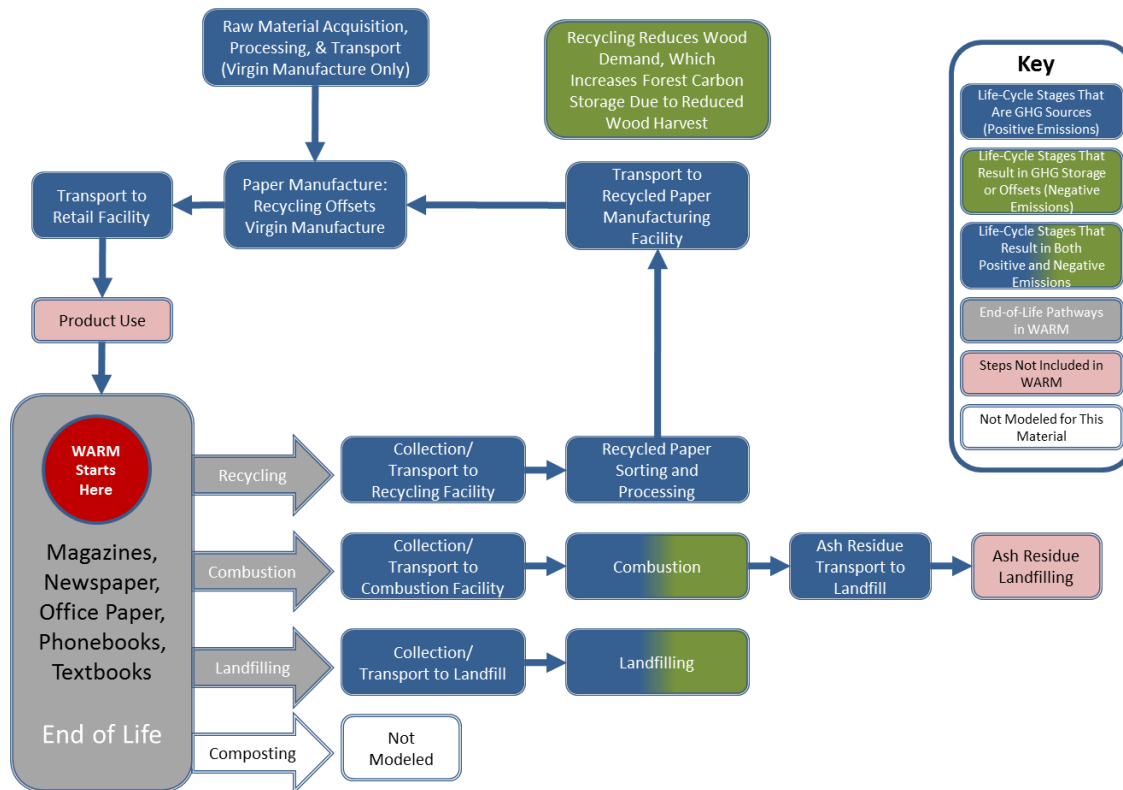 Raw Material Acquisition,
Processing, & Transport
(Virgin Manufacture Only)
Recycling Reduces Wood
Demand, Which
Increases Forest Carbon
Storage Due to Reduced
Wood Harvest
Transport to
Retail Facility
Paper Manufacture:
Recycling Offsets
Virgin Manufacture
Transport to
Recycled Paper
Manufacturing
Facility
Product Use
WARM
Starts
Here
Magazines,
Newspaper,
Office Paper,
Phonebooks,
Textbooks
End of Life
Recycling
Collection/
Transport to
Recycling Facility
Recycled Paper
Sorting and
Processing
Combustion
Collection/
Transport to
Combustion Facility
Combustion
Ash Residue
Transport to
Landfill
Ash Residue
Landfilling
Landfilling
Collection/
Transport to Landfill
Landfilling
Composting
Not
Modeled
Key
Life-Cycle Stages That
Are GHG Sources
(Positive Emissions)
Life-Cycle Stages That
Result in GHG Storage
or Offsets (Negative
Emissions)
Life-Cycle Stages That
Result in Both
Positive and Negative
Emissions
End-of-Life Pathways
in WARM
Steps Not Included in
WARM
Not Modeled for This
Material